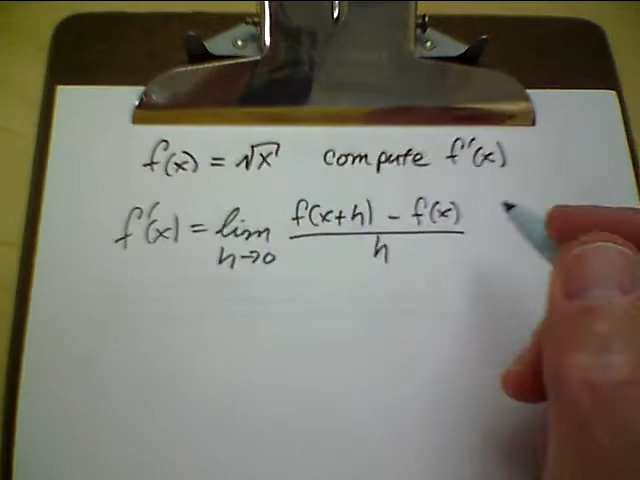 f(x) = √x compute f'(x)
f'(x) = lim h→0 f(x+h) - f(x) / h